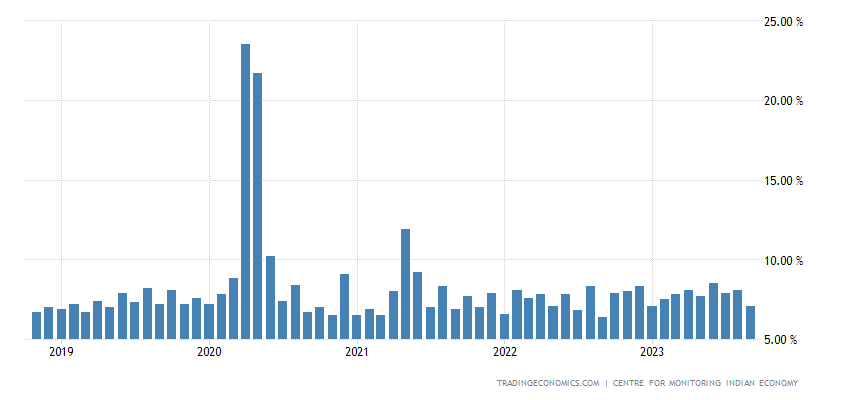 25.00 %
20.00 %
15.00 %
10.00 %
5.00 %
2019 2020 2021 2022 2023
TRADINGECONOMICS.COM | CENTRE FOR MONITORING INDIAN ECONOMY